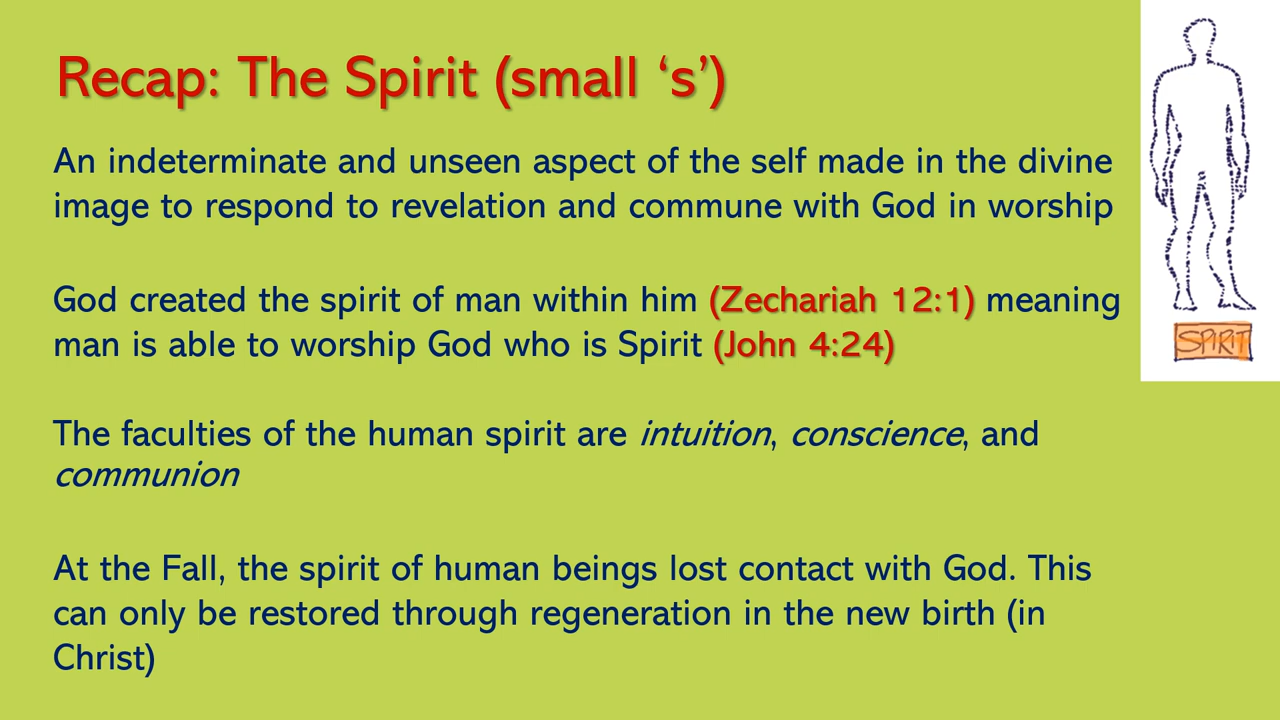 Recap: The Spirit (small ‘s’)
An indeterminate and unseen aspect of the self made in the divine
image to respond to revelation and commune with God in worship
God created the spirit of man within him (Zechariah 12:1) meaning
man is able to worship God who is Spirit (John 4:24)
The faculties of the human spirit are intuition, conscience, and
communion
At the Fall, the spirit of human beings lost contact with God. This
can only be restored through regeneration in the new birth (in
Christ)
SPIRIT